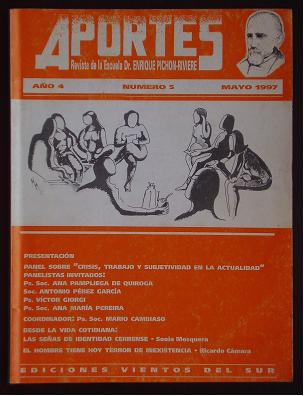 APORTES
Revista de la Escuela Dr. ENRIQUE PICHON-RIVIERE
AÑO 4 NUMERO 5 MAYO 1997
PRESENTACIÓN
PANEL SOBRE "CRISIS, TRABAJO Y SUBJETIVIDAD EN LA ACTUALIDAD"
PANELISTAS INVITADOS:
Ps. Soc. ANA PAMPLIEGA DE QUIROGA
Soc. ANTONIO PÉREZ GARCÍA
Ps. VÍCTOR GIORGI
Ps. Soc. ANA MARÍA PEREIRA
COORDINADOR: Ps. Soc. MARIO CAMBIASO
DESDE LA VIDA COTIDIANA:
LAS SEÑAS DE IDENTIDAD CERRENSE - Sonia Mosquera
EL HOMBRE TIENE HOY TERROR DE INEXISTENCIA - Ricardo Cámara
EDICIONES VIENTOS DEL SUR